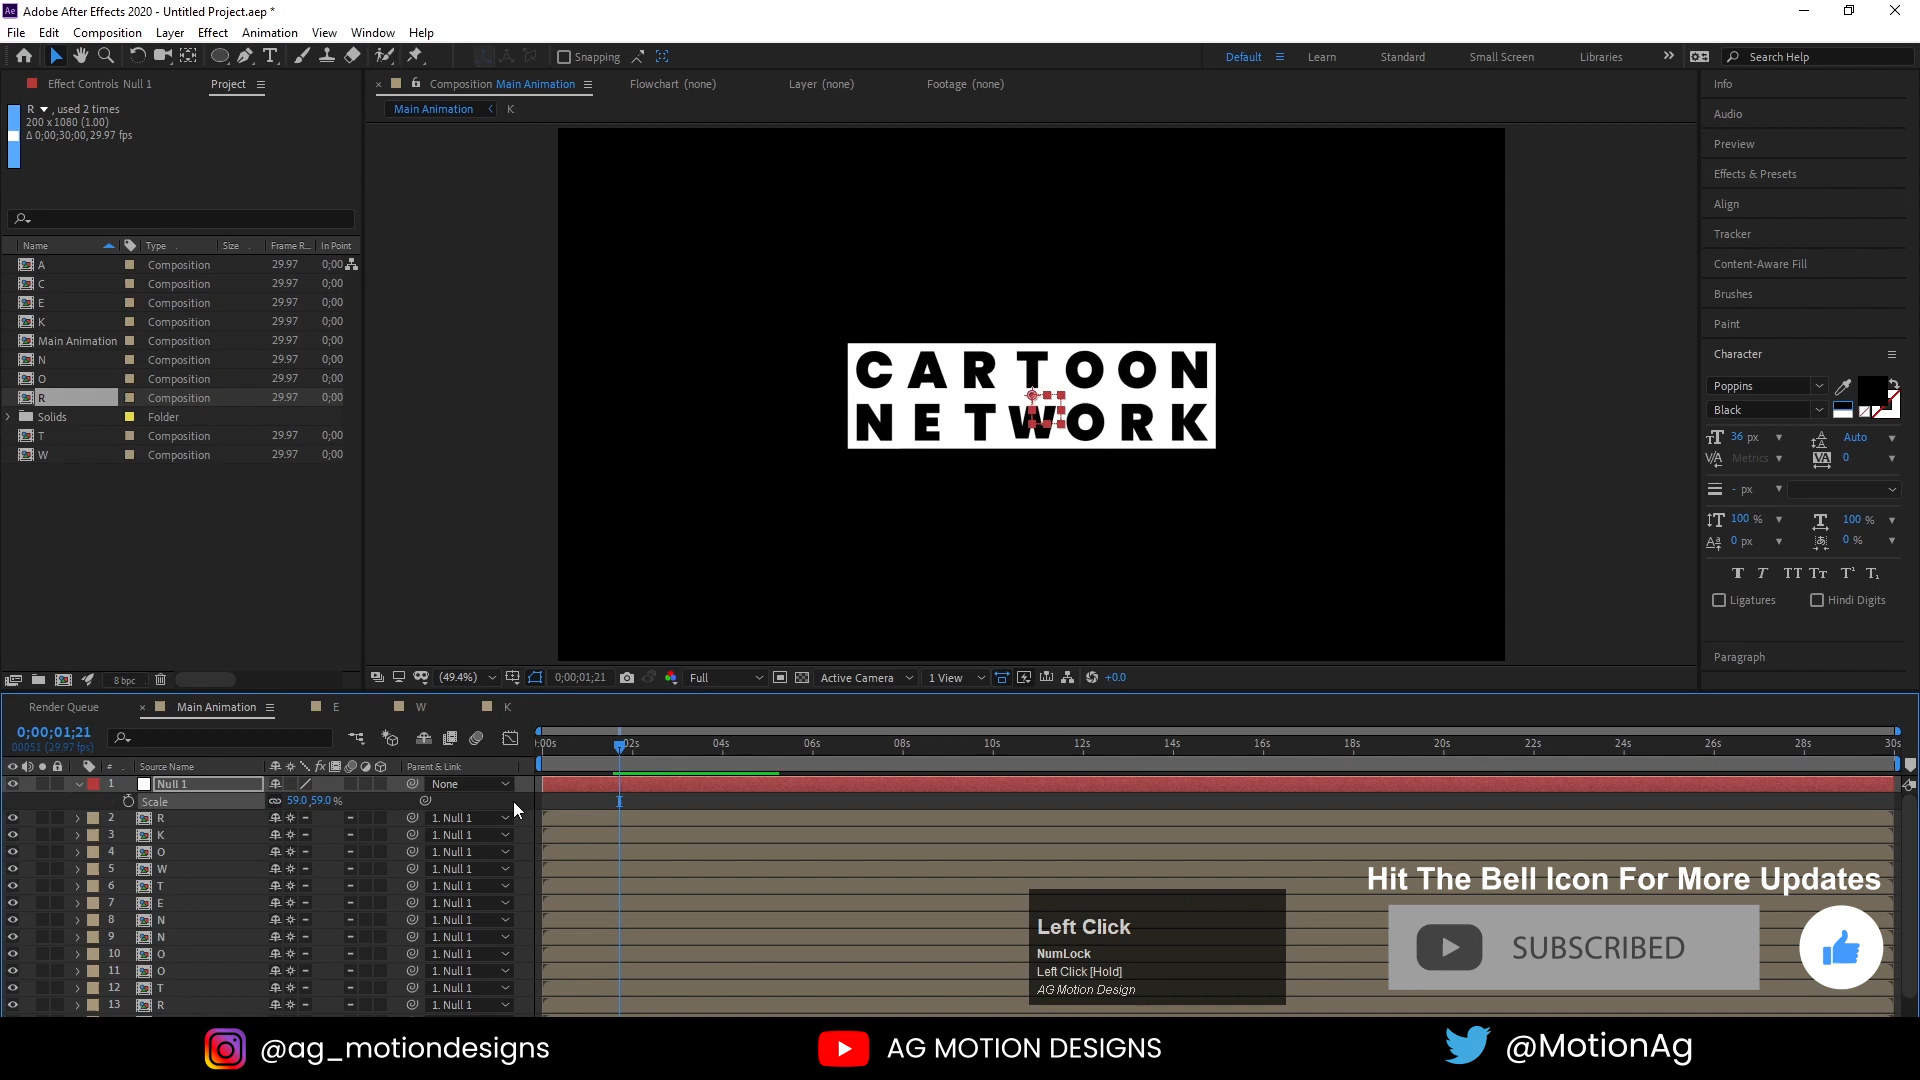 Adobe After Effects 2020 - Untitled Project.aep *
File Edit Composition Layer Effect Animation View Window Help
Snapping
Default Learn Standard Small Screen Libraries Search Help
Effect Controls Null 1 Project
Composition Main Animation Flowchart (none) Layer (none) Footage (none)
Main Animation K
R , used 2 times
200 x 1080 (1.00)
Δ 0;00;30;00, 29.97 fps
Name Type Size Frame R... In Point
A Composition 29.97 0;00
C Composition 29.97 0;00
E Composition 29.97 0;00
K Composition 29.97 0;00
Main Animation Composition 29.97 0;00
N Composition 29.97 0;00
O Composition 29.97 0;00
R Composition 29.97 0;00
Solids Folder
T Composition 29.97 0;00
W Composition 29.97 0;00
8 bpc
CARTOON
NETWORK
(49.4%) 0;00;01;21 Full Active Camera 1 View +0.0
Info
Audio
Preview
Effects & Presets
Align
Tracker
Content-Aware Fill
Brushes
Paint
Character
Poppins
Black
36 px Auto
Metrics 0
- px
100 % 100 %
0 px 0 %
Ligatures Hindi Digits
Paragraph
Render Queue Main Animation E W K
0;00;01;21
00051 (29.97 fps)
:00s 02s 04s 06s 08s 10s 12s 14s 16s 18s 20s 22s 24s 26s 28s 30s
# Source Name Parent & Link
1 Null 1 None
Scale 59.0,59.0 %
2 R 1. Null 1
3 K 1. Null 1
4 O 1. Null 1
5 W 1. Null 1
6 T 1. Null 1
7 E 1. Null 1
8 N 1. Null 1
9 N 1. Null 1
10 O 1. Null 1
11 O 1. Null 1
12 T 1. Null 1
13 R 1. Null 1
Left Click
NumLock
Left Click [Hold]
AG Motion Design
Hit The Bell Icon For More Updates
SUBSCRIBED
@ag_motiondesigns AG MOTION DESIGNS @MotionAg